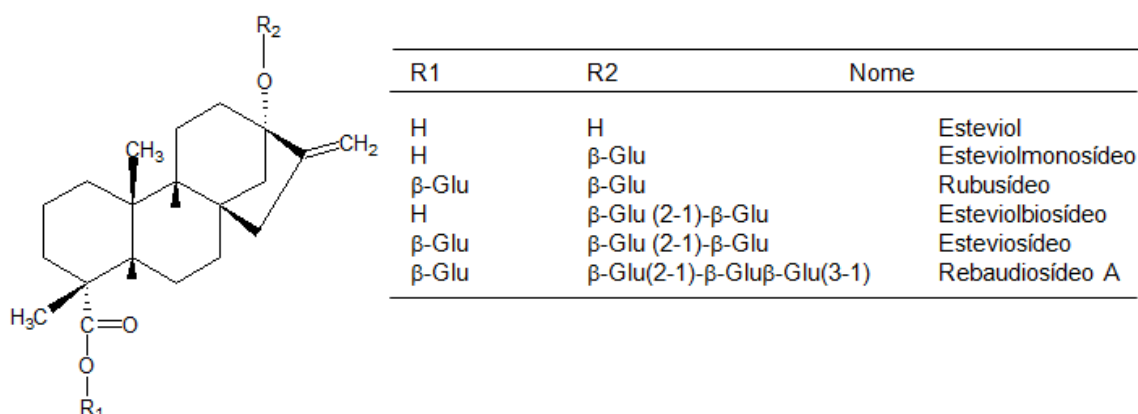 R₂
O
CH₃
CH₂
H₃C
C=O
O
R₁
R1 R2 Nome
H H Esteviol
H β-Glu Esteviolmonosídeo
β-Glu β-Glu Rubusídeo
H β-Glu (2-1)-β-Glu Esteviolbiosídeo
β-Glu β-Glu (2-1)-β-Glu Esteviosídeo
β-Glu β-Glu(2-1)-β-Gluβ-Glu(3-1) Rebaudiosídeo A